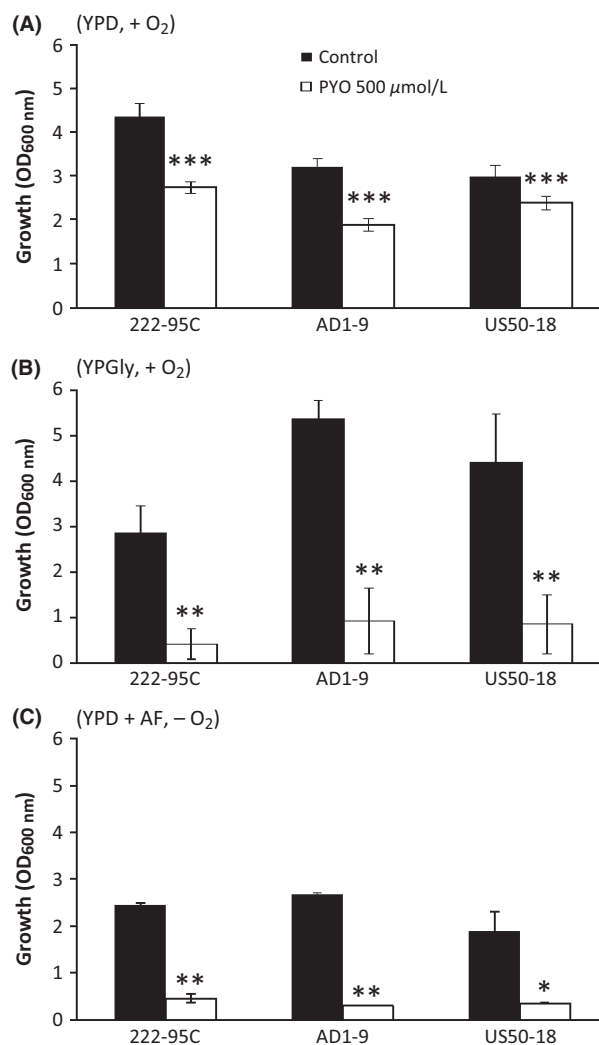 (A) (YPD, + O₂)
Growth (OD600 nm)
6
5
4
3
2
1
0
Control
PYO 500 µmol/L
***
***
***
222-95C AD1-9 US50-18
(B) (YPGly, + O₂)
Growth (OD600 nm)
6
5
4
3
2
1
0
**
**
**
222-95C AD1-9 US50-18
(C) (YPD + AF, – O₂)
Growth (OD600 nm)
6
5
4
3
2
1
0
**
**
*
222-95C AD1-9 US50-18